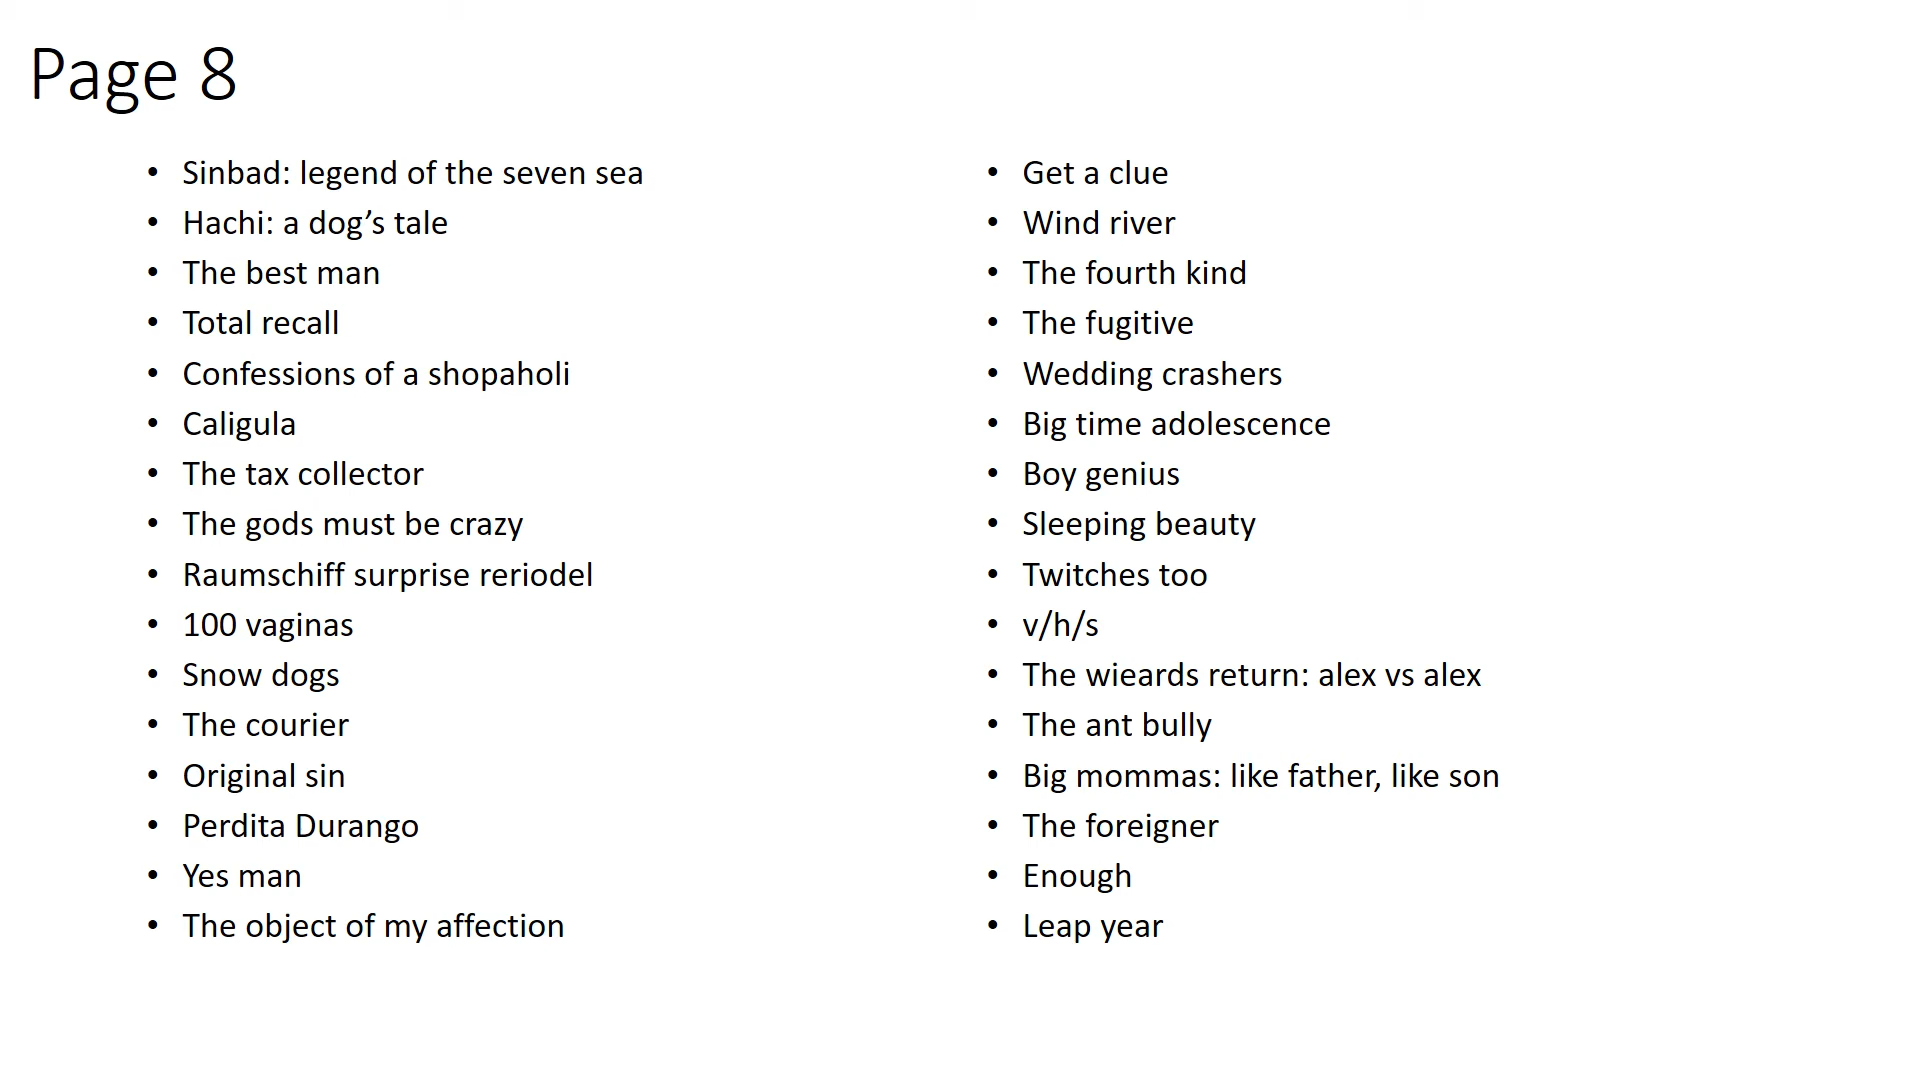 Page 8
• Sinbad: legend of the seven sea
• Hachi: a dog’s tale
• The best man
• Total recall
• Confessions of a shopaholi
• Caligula
• The tax collector
• The gods must be crazy
• Raumschiff surprise reriodel
• 100 vaginas
• Snow dogs
• The courier
• Original sin
• Perdita Durango
• Yes man
• The object of my affection
• Get a clue
• Wind river
• The fourth kind
• The fugitive
• Wedding crashers
• Big time adolescence
• Boy genius
• Sleeping beauty
• Twitches too
• v/h/s
• The wieards return: alex vs alex
• The ant bully
• Big mommas: like father, like son
• The foreigner
• Enough
• Leap year